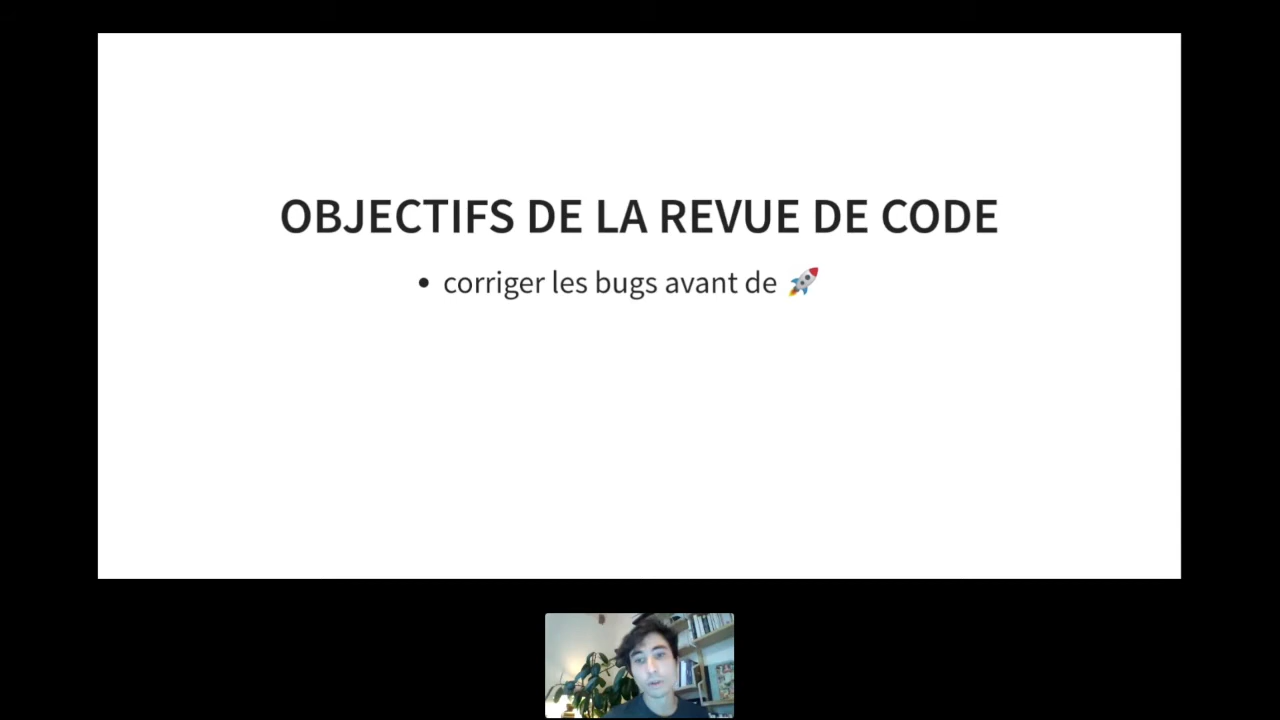 OBJECTIFS DE LA REVUE DE CODE
• corriger les bugs avant de 🚀